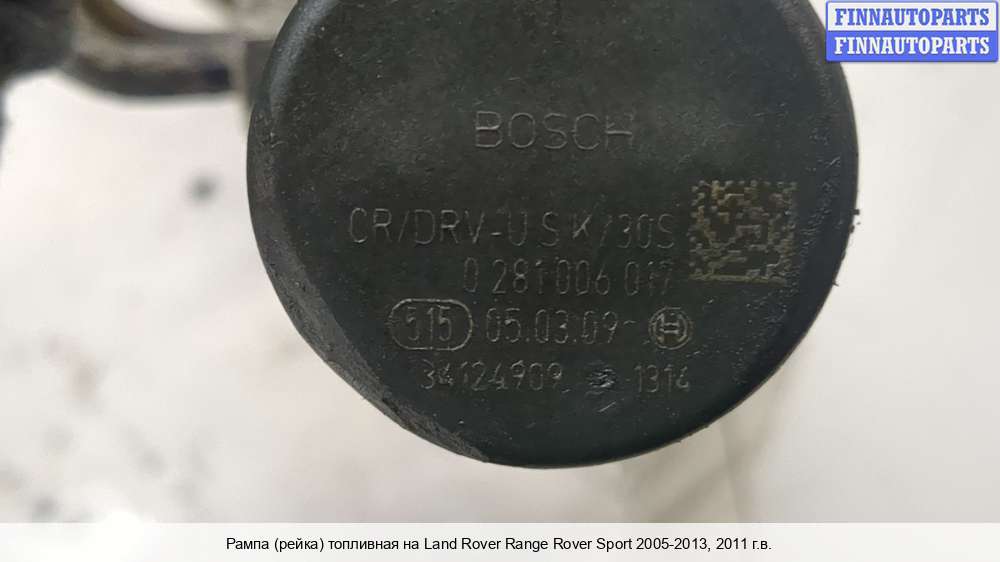 FINNAUTOPARTS
FINNAUTOPARTS
BOSCH
CR/DRV-USK/30S
0 281 006 017
515 05.03.09
34124909 1314
Рампа (рейка) топливная на Land Rover Range Rover Sport 2005-2013, 2011 г.в.